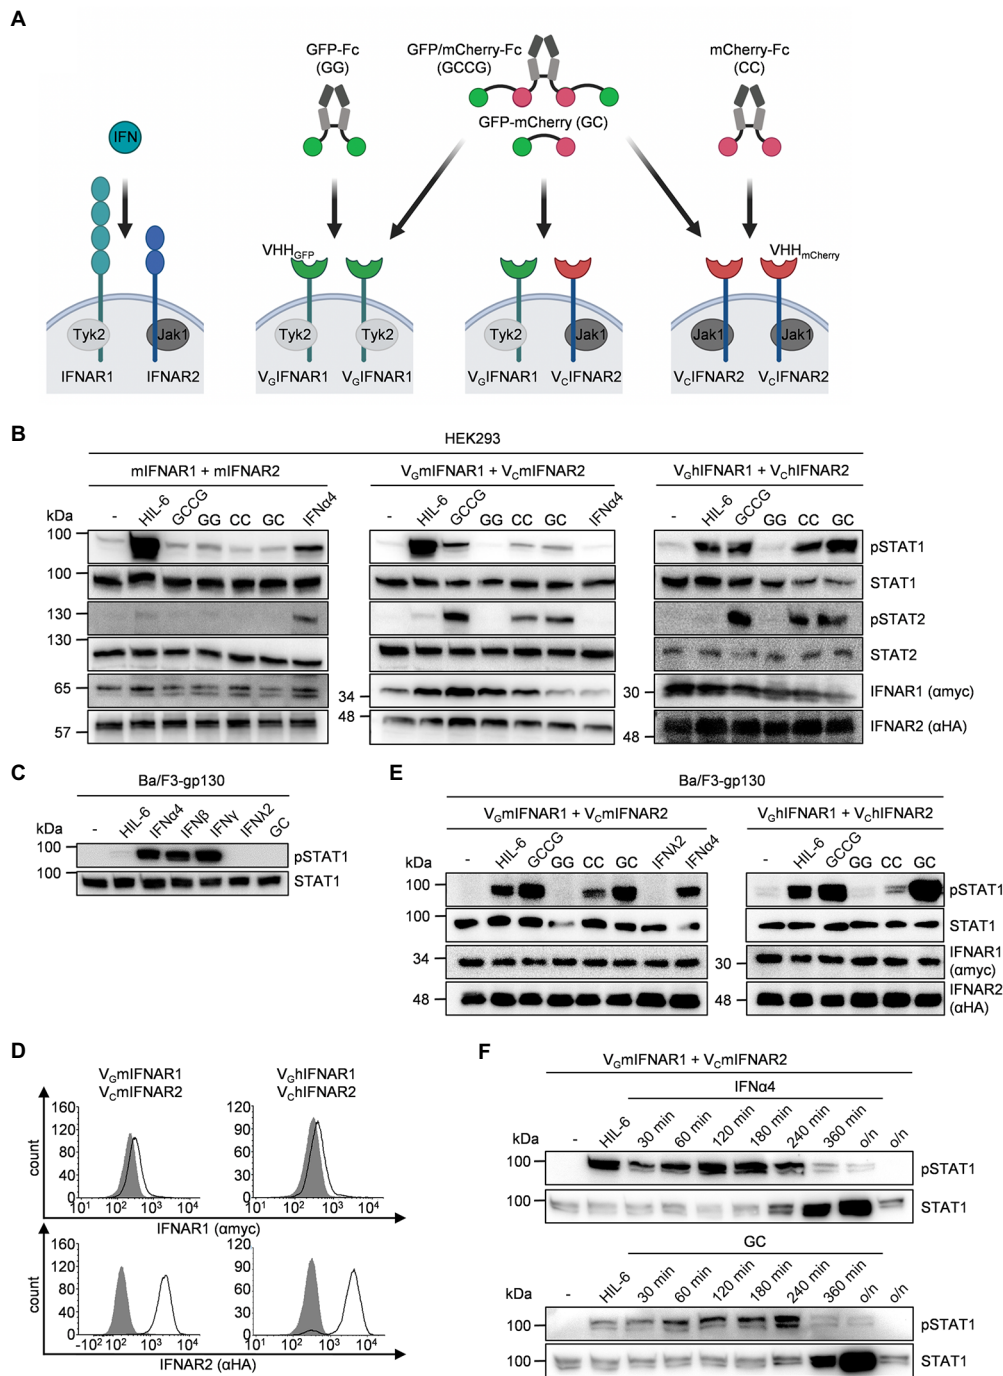 A
GFP-Fc
(GG)
GFP/mCherry-Fc
(GCCG)
mCherry-Fc
(CC)
GFP-mCherry (GC)
IFN
VHHGFP
VHHmCherry
Tyk2
Jak1
Tyk2
Tyk2
Tyk2
Jak1
Jak1
Jak1
IFNAR1
IFNAR2
VGIFNAR1
VGIFNAR1
VGIFNAR1
VCIFNAR2
VCIFNAR2
VCIFNAR2
B
HEK293
mIFNAR1 + mIFNAR2
VGmIFNAR1 + VCmIFNAR2
VGhIFNAR1 + VChIFNAR2
kDa
- HIL-6 GCCG GG CC GC IFNα4
- HIL-6 GCCG GG CC GC IFNα4
- HIL-6 GCCG GG CC GC
100 pSTAT1
100 STAT1
130 pSTAT2
130 STAT2
65 34 30 IFNAR1 (αmyc)
57 48 48 IFNAR2 (αHA)
C
Ba/F3-gp130
kDa
- HIL-6 IFNα4 IFNβ IFNγ IFNλ2 GC
100 pSTAT1
100 STAT1
E
Ba/F3-gp130
VGmIFNAR1 + VCmIFNAR2
VGhIFNAR1 + VChIFNAR2
kDa
- HIL-6 GCCG GG CC GC IFNλ2 IFNα4
- HIL-6 GCCG GG CC GC
100 pSTAT1
100 STAT1
34 30 IFNAR1
(αmyc)
48 48 IFNAR2
(αHA)
D
VGmIFNAR1
VCmIFNAR2
VGhIFNAR1
VChIFNAR2
count
160
120
80
40
0
10¹ 10² 10³ 10⁴
120
90
60
30
0
10¹ 10² 10³ 10⁴
IFNAR1 (αmyc)
count
160
120
80
40
0
-10² 10² 10³ 10⁴
120
90
60
30
0
10¹ 10² 10³ 10⁴
IFNAR2 (αHA)
F
VGmIFNAR1 + VCmIFNAR2
IFNα4
kDa
- HIL-6 30 min 60 min 120 min 180 min 240 min 360 min o/n o/n
100 pSTAT1
100 STAT1
GC
kDa
- HIL-6 30 min 60 min 120 min 180 min 240 min 360 min o/n o/n
100 pSTAT1
100 STAT1